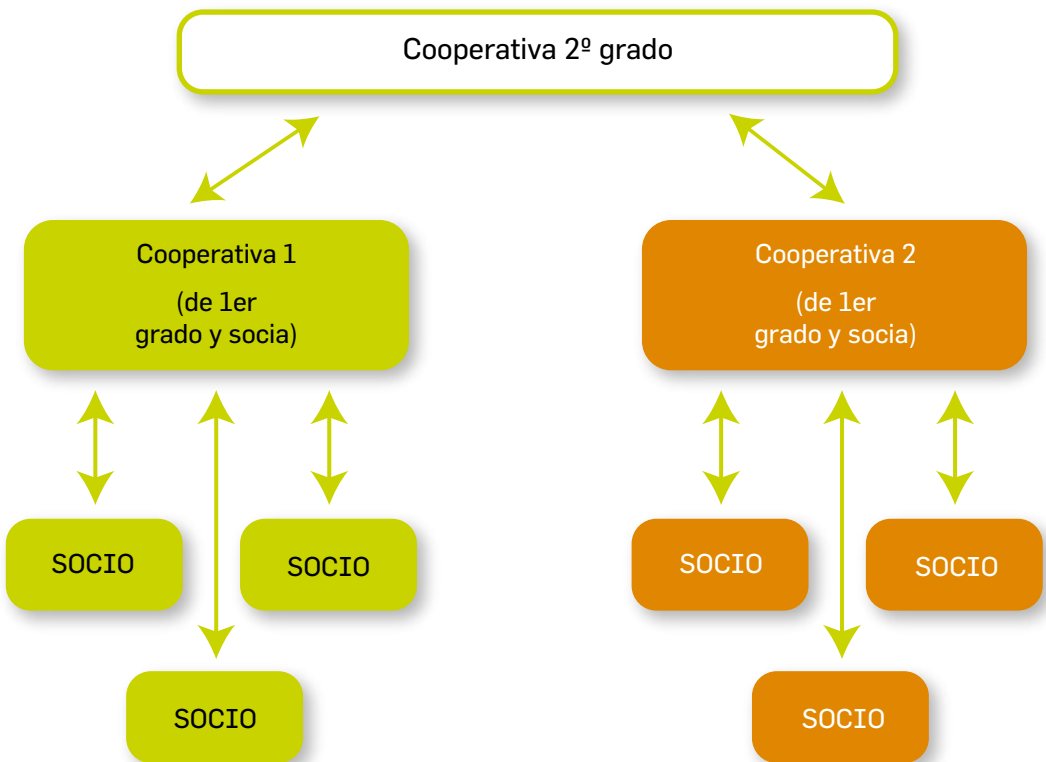 Cooperativa 2º grado
Cooperativa 1
(de 1er
grado y socia)
Cooperativa 2
(de 1er
grado y socia)
SOCIO
SOCIO
SOCIO
SOCIO
SOCIO
SOCIO